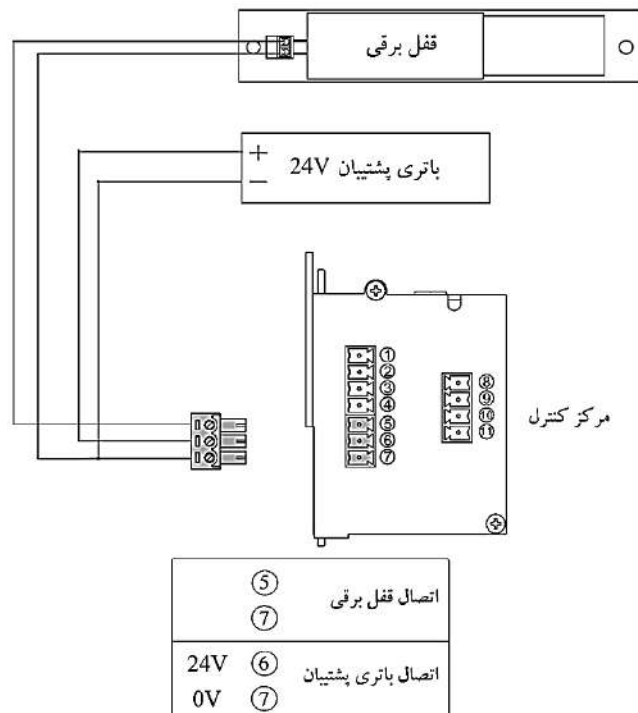 قفل برقی
+
باتری پشتیبان 24V
−
①
②
③
④
⑤
⑥
⑦
⑧
⑨
⑩
⑪
مرکز کنترل
اتصال قفل برقی ⑤
⑦
اتصال باتری پشتیبان ⑥ 24V
⑦ 0V